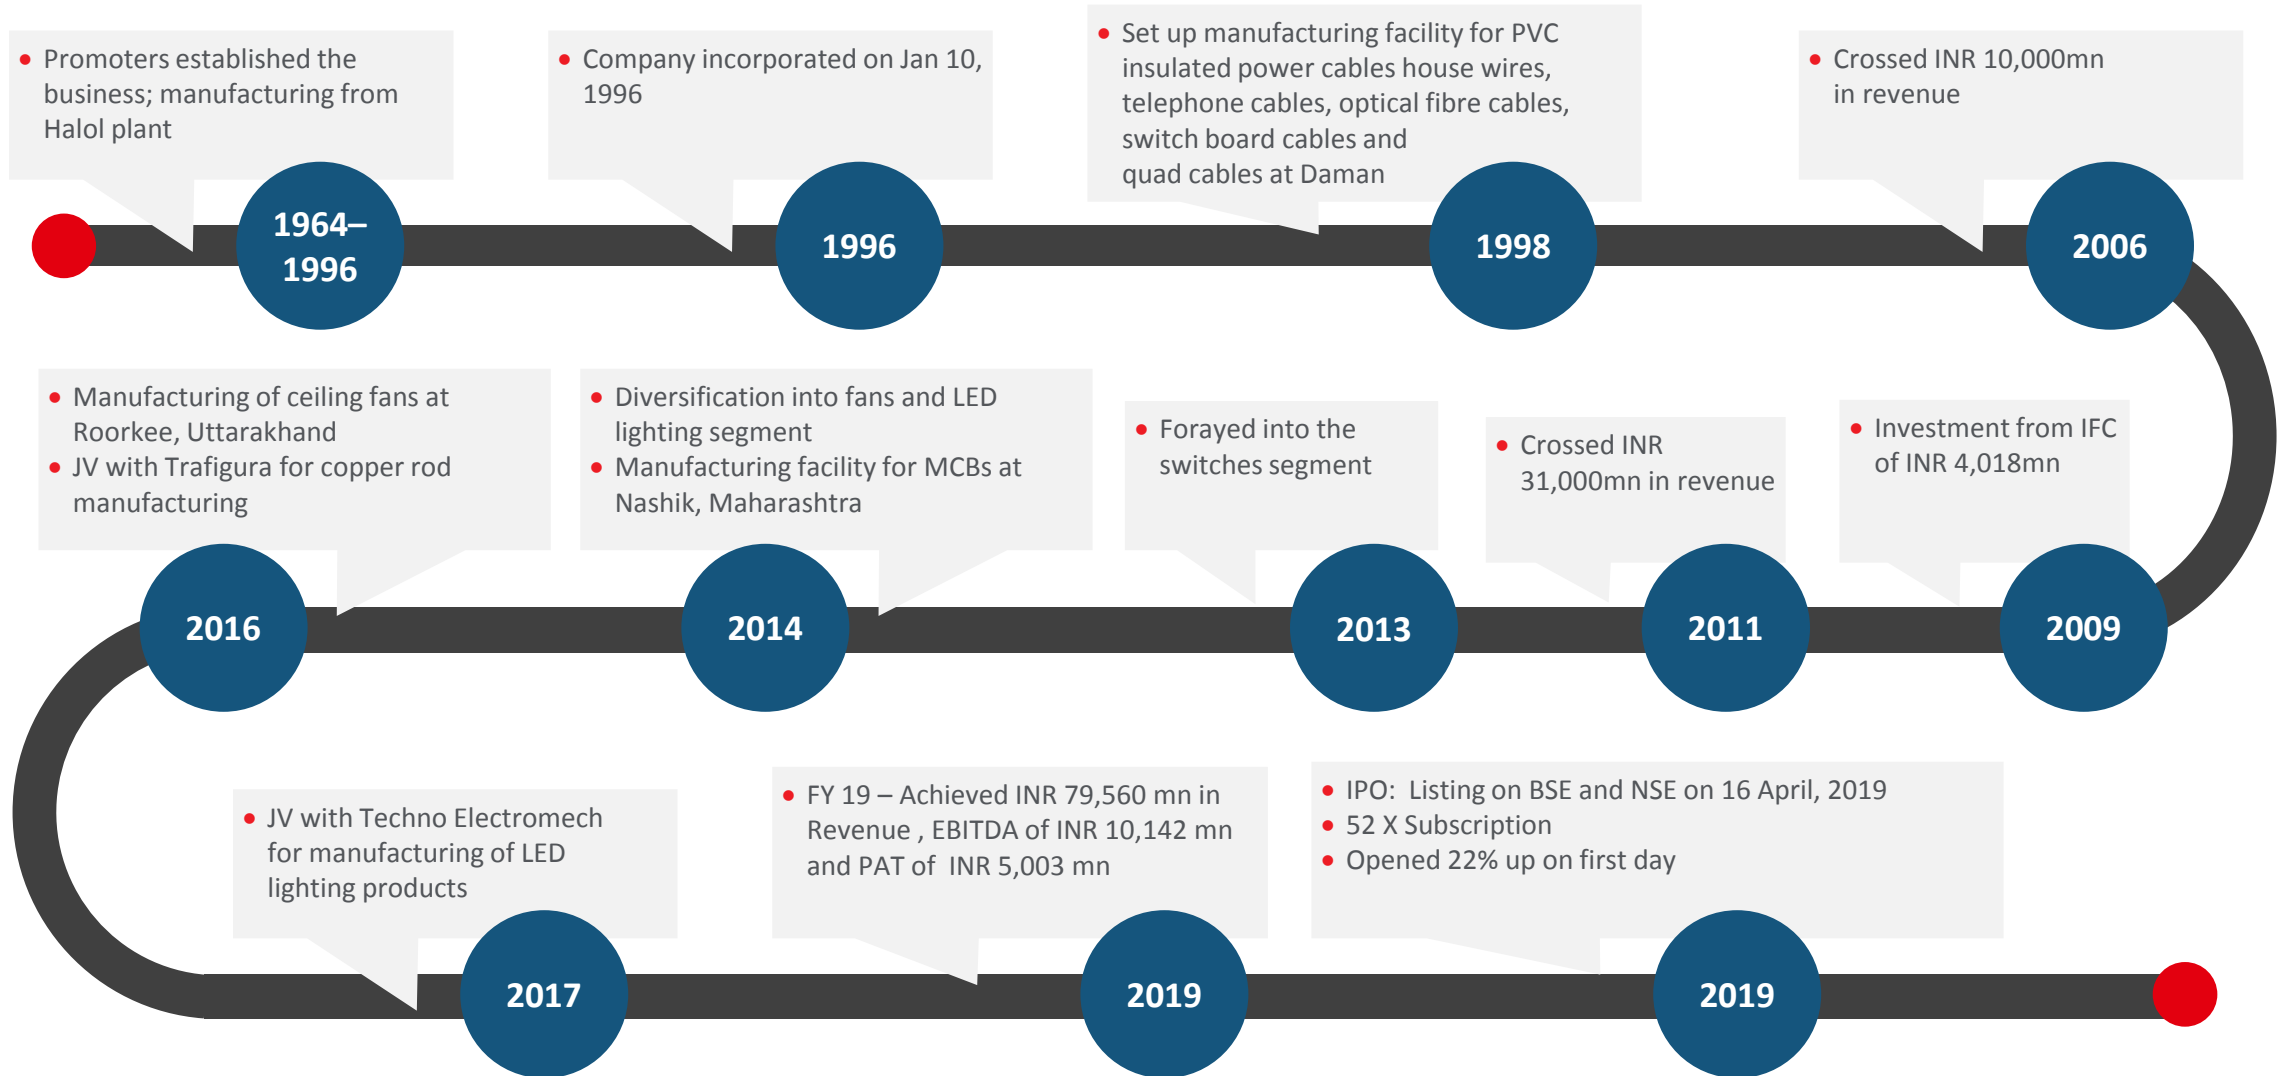 • Promoters established the
business; manufacturing from
Halol plant
1964–
1996
• Company incorporated on Jan 10,
1996
1996
• Set up manufacturing facility for PVC
insulated power cables house wires,
telephone cables, optical fibre cables,
switch board cables and
quad cables at Daman
1998
• Crossed INR 10,000mn
in revenue
2006
• Investment from IFC
of INR 4,018mn
2009
• Crossed INR
31,000mn in revenue
2011
• Forayed into the
switches segment
2013
• Diversification into fans and LED
lighting segment
• Manufacturing facility for MCBs at
Nashik, Maharashtra
2014
• Manufacturing of ceiling fans at
Roorkee, Uttarakhand
• JV with Trafigura for copper rod
manufacturing
2016
• JV with Techno Electromech
for manufacturing of LED
lighting products
2017
• FY 19 – Achieved INR 79,560 mn in
Revenue , EBITDA of INR 10,142 mn
and PAT of  INR 5,003 mn
2019
• IPO:  Listing on BSE and NSE on 16 April, 2019
• 52 X Subscription
• Opened 22% up on first day
2019